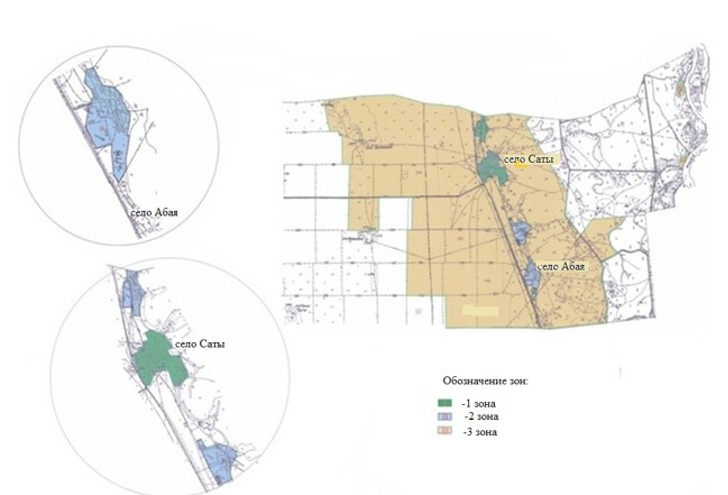 село Абая
село Саты
село Саты
село Абая
Обозначение зон:
-1 зона
-2 зона
-3 зона